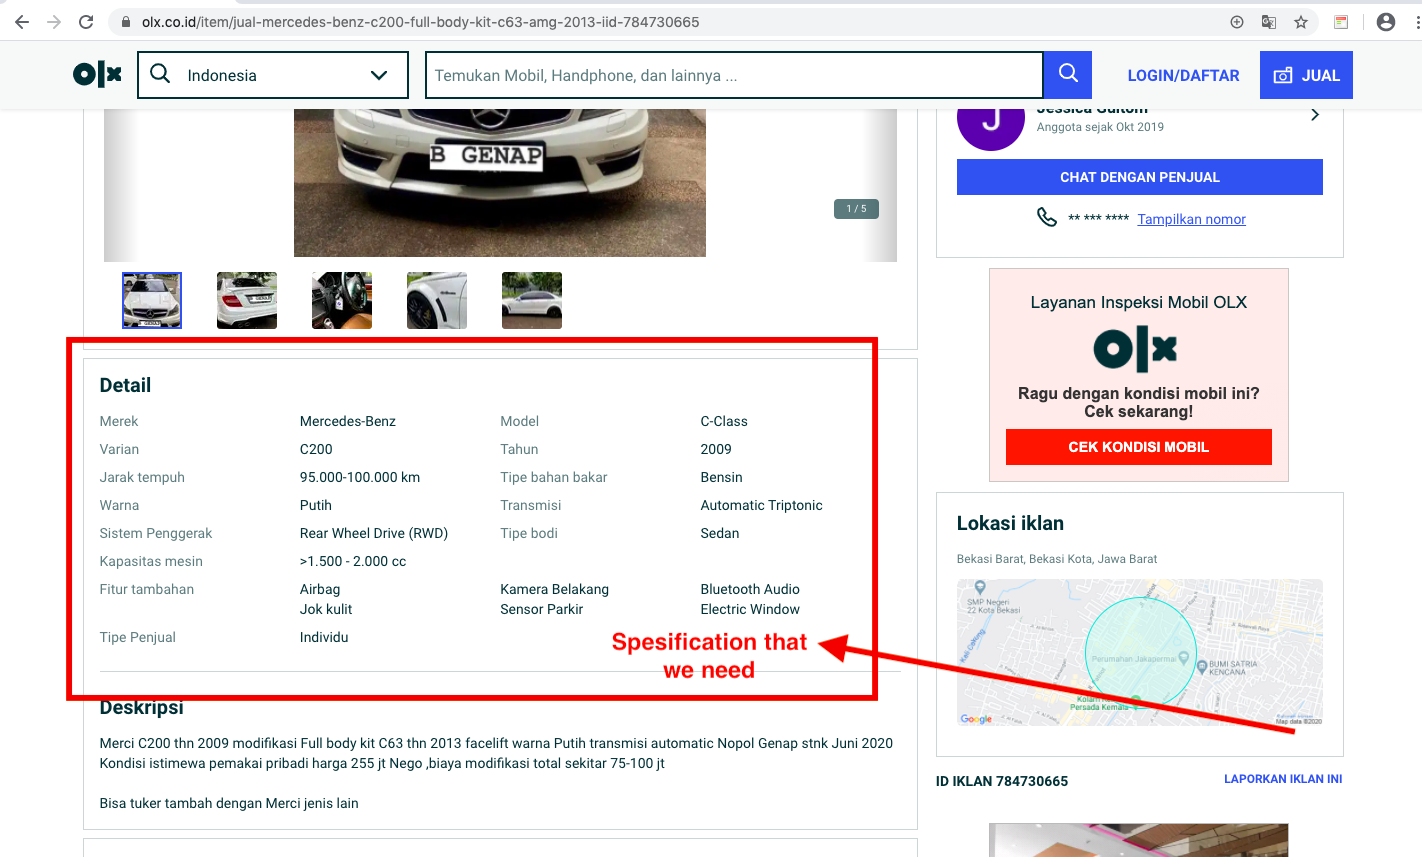 olx.co.id/item/jual-mercedes-benz-c200-full-body-kit-c63-amg-2013-iid-784730665
olx
Indonesia
Temukan Mobil, Handphone, dan lainnya ...
LOGIN/DAFTAR
JUAL
B GENAP
1 / 5
J
Anggota sejak Okt 2019
CHAT DENGAN PENJUAL
** *** **** Tampilkan nomor
Layanan Inspeksi Mobil OLX
olx
Ragu dengan kondisi mobil ini?
Cek sekarang!
CEK KONDISI MOBIL
Detail
Merek Mercedes-Benz Model C-Class
Varian C200 Tahun 2009
Jarak tempuh 95.000-100.000 km Tipe bahan bakar Bensin
Warna Putih Transmisi Automatic Triptonic
Sistem Penggerak Rear Wheel Drive (RWD) Tipe bodi Sedan
Kapasitas mesin >1.500 - 2.000 cc
Fitur tambahan Airbag Kamera Belakang Bluetooth Audio
Jok kulit Sensor Parkir Electric Window
Tipe Penjual Individu
Spesification that
we need
Deskripsi
Merci C200 thn 2009 modifikasi Full body kit C63 thn 2013 facelift warna Putih transmisi automatic Nopol Genap stnk Juni 2020
Kondisi istimewa pemakai pribadi harga 255 jt Nego ,biaya modifikasi total sekitar 75-100 jt
Bisa tuker tambah dengan Merci jenis lain
Lokasi iklan
Bekasi Barat, Bekasi Kota, Jawa Barat
SMP Negeri
22 Kota Bekasi
Perumahan Jakapermai
BUMI SATRIA
KENCANA
Persada Kemala
Google
Map data ©2020
ID IKLAN 784730665
LAPORKAN IKLAN INI